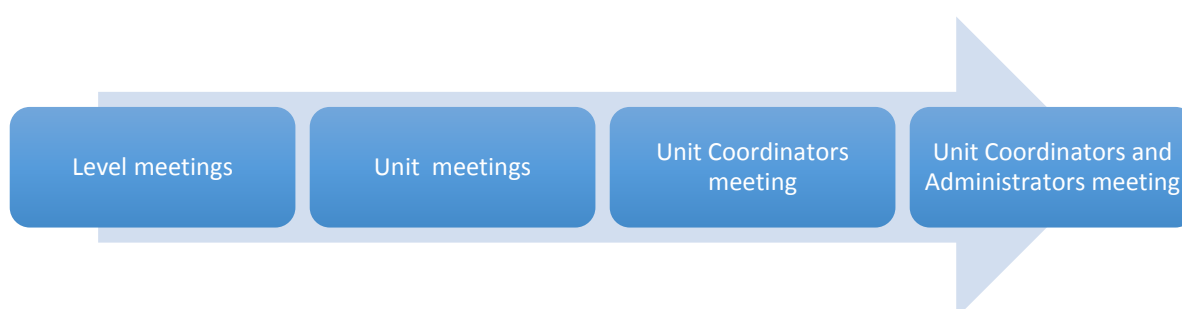 Level meetings
Unit meetings
Unit Coordinators
meeting
Unit Coordinators and
Administrators meeting